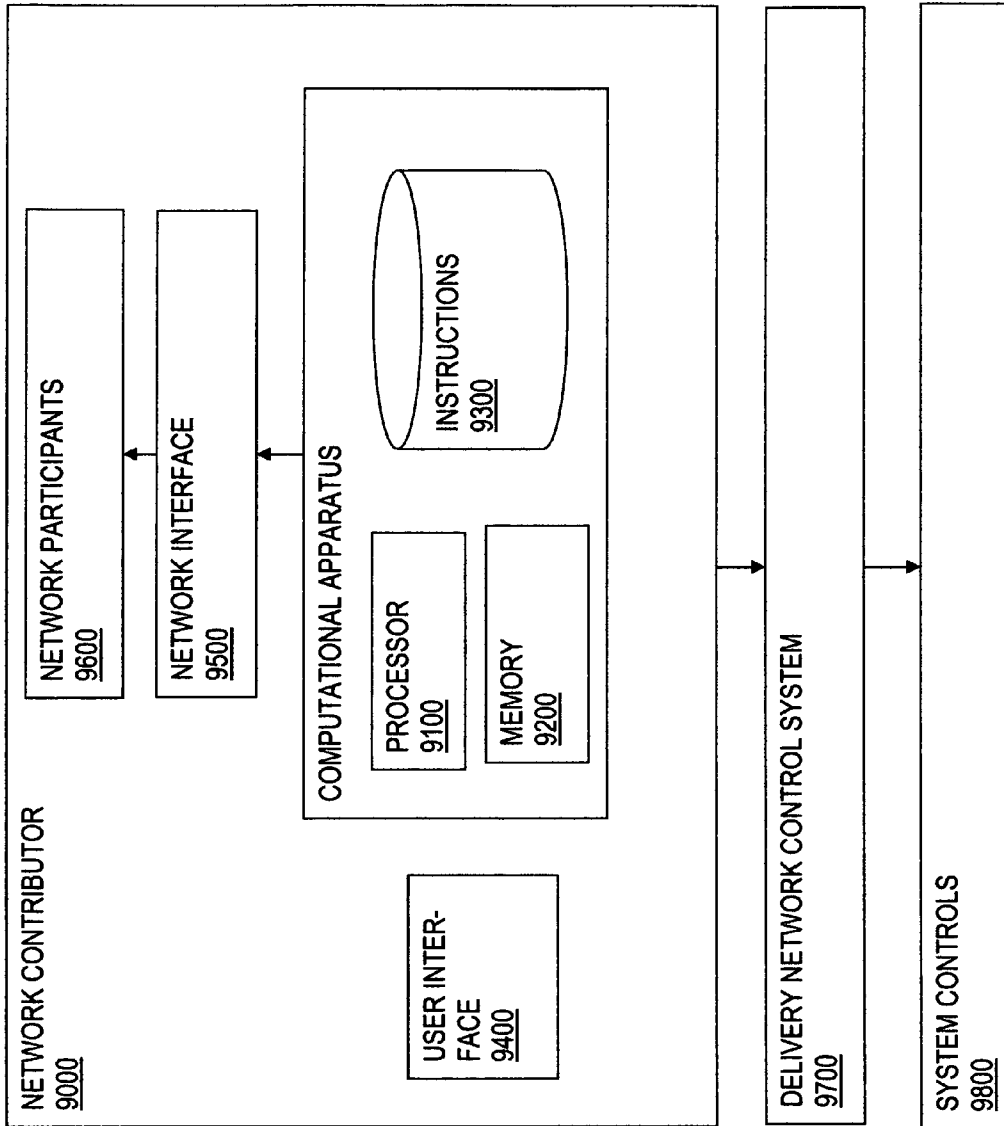 NETWORK CONTRIBUTOR
9000
NETWORK PARTICIPANTS
9600
NETWORK INTERFACE
9500
COMPUTATIONAL APPARATUS
PROCESSOR
9100
MEMORY
9200
INSTRUCTIONS
9300
USER INTER-
FACE
9400
DELIVERY NETWORK CONTROL SYSTEM
9700
SYSTEM CONTROLS
9800